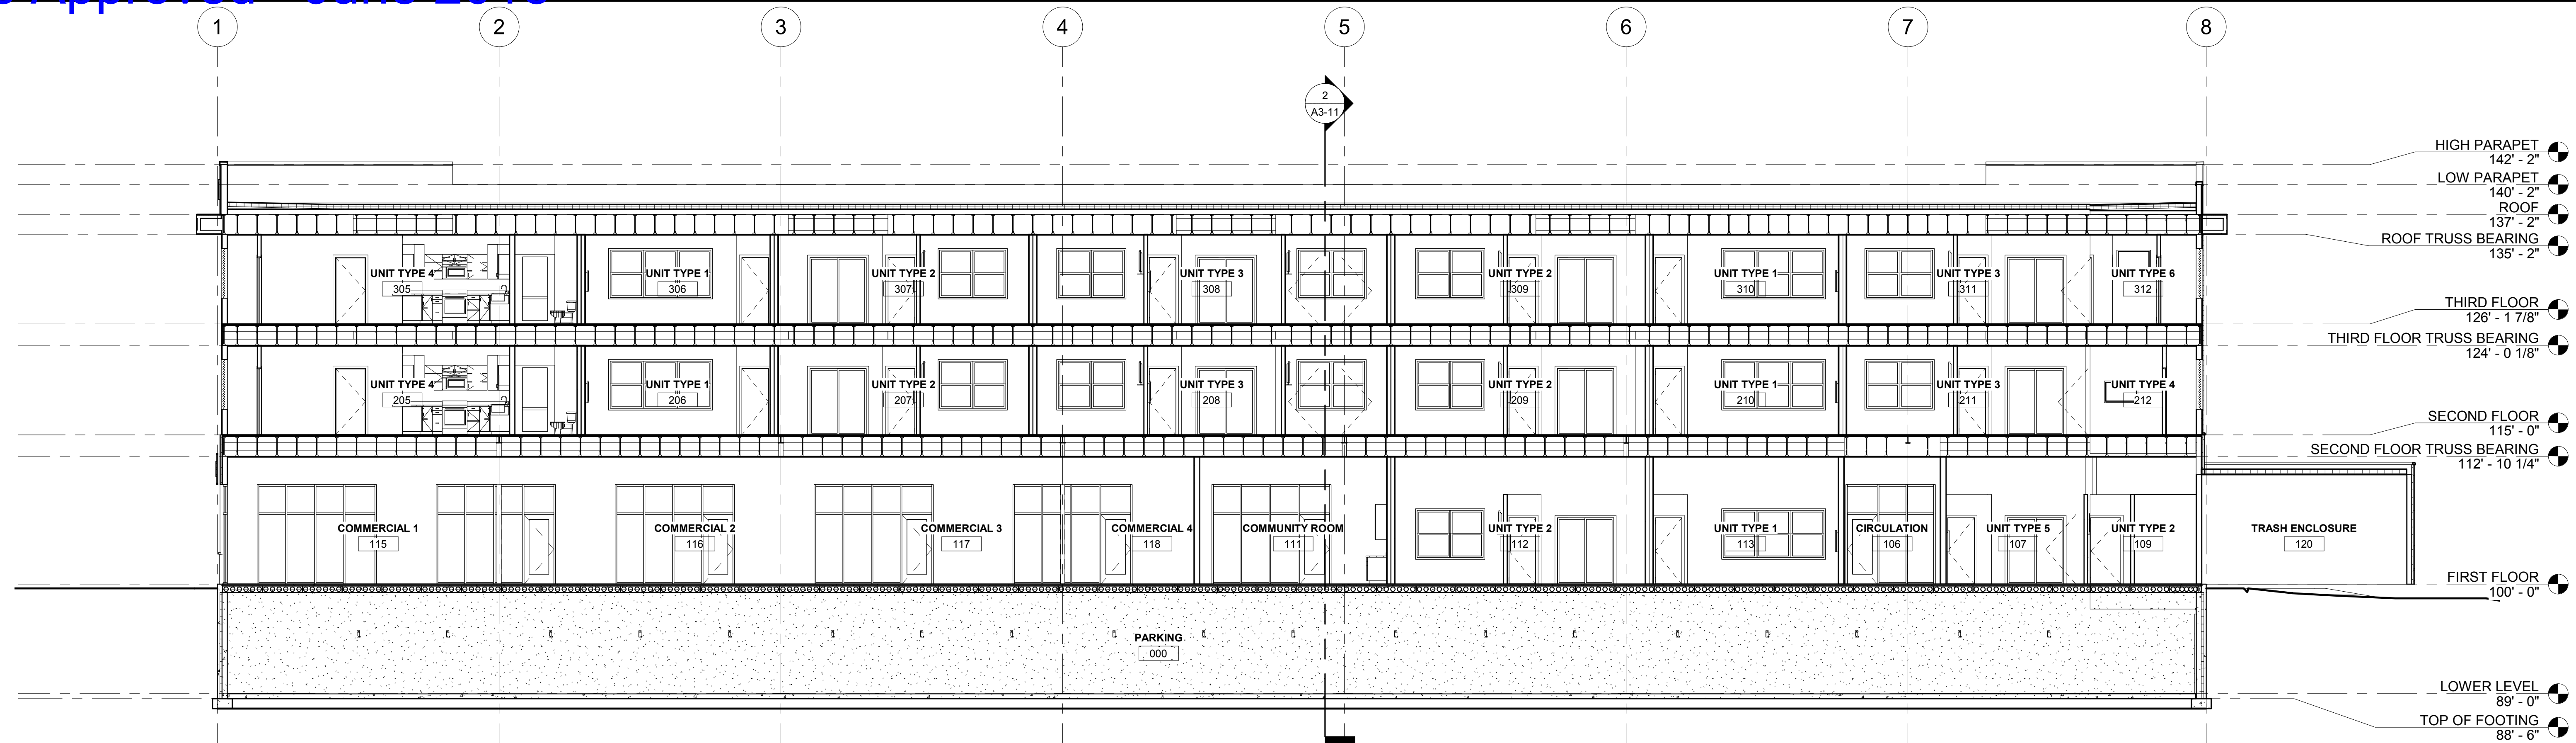 1 2 3 4 5 6 7 8
2
A3-11
HIGH PARAPET
142' - 2"
LOW PARAPET
140' - 2"
ROOF
137' - 2"
ROOF TRUSS BEARING
135' - 2"
UNIT TYPE 4 UNIT TYPE 1 UNIT TYPE 2 UNIT TYPE 3 UNIT TYPE 2 UNIT TYPE 1 UNIT TYPE 3 UNIT TYPE 6
305 306 307 308 309 310 311 312
THIRD FLOOR
126' - 1 7/8"
THIRD FLOOR TRUSS BEARING
124' - 0 1/8"
UNIT TYPE 4 UNIT TYPE 1 UNIT TYPE 2 UNIT TYPE 3 UNIT TYPE 2 UNIT TYPE 1 UNIT TYPE 3 UNIT TYPE 4
205 206 207 208 209 210 211 212
SECOND FLOOR
115' - 0"
SECOND FLOOR TRUSS BEARING
112' - 10 1/4"
COMMERCIAL 1 COMMERCIAL 2 COMMERCIAL 3 COMMERCIAL 4 COMMUNITY ROOM UNIT TYPE 2 UNIT TYPE 1 CIRCULATION UNIT TYPE 5 UNIT TYPE 2 TRASH ENCLOSURE
115 116 117 118 111 112 113 106 107 109 120
FIRST FLOOR
100' - 0"
PARKING
000
LOWER LEVEL
89' - 0"
TOP OF FOOTING
88' - 6"